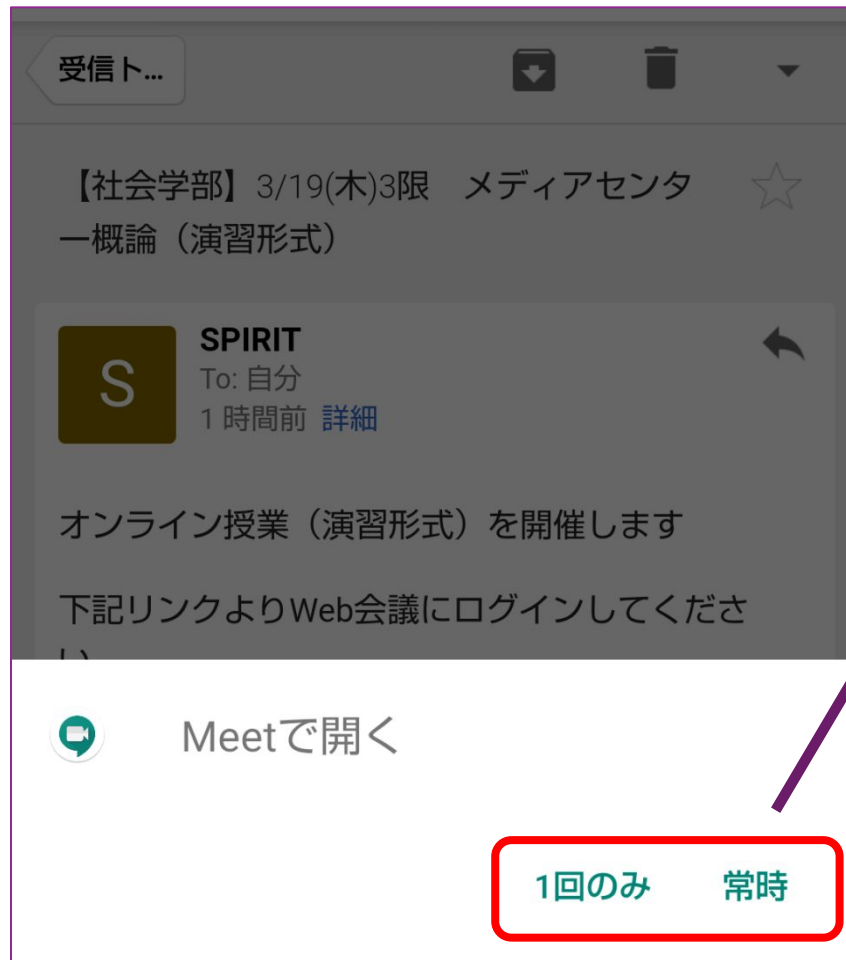 受信ト...
【社会学部】3/19(木)3限　メディアセンタ
ー概論（演習形式）
S
SPIRIT
To: 自分
1 時間前 詳細
オンライン授業（演習形式）を開催します
下記リンクよりWeb会議にログインしてくださ
い
Meetで開く
1回のみ 常時